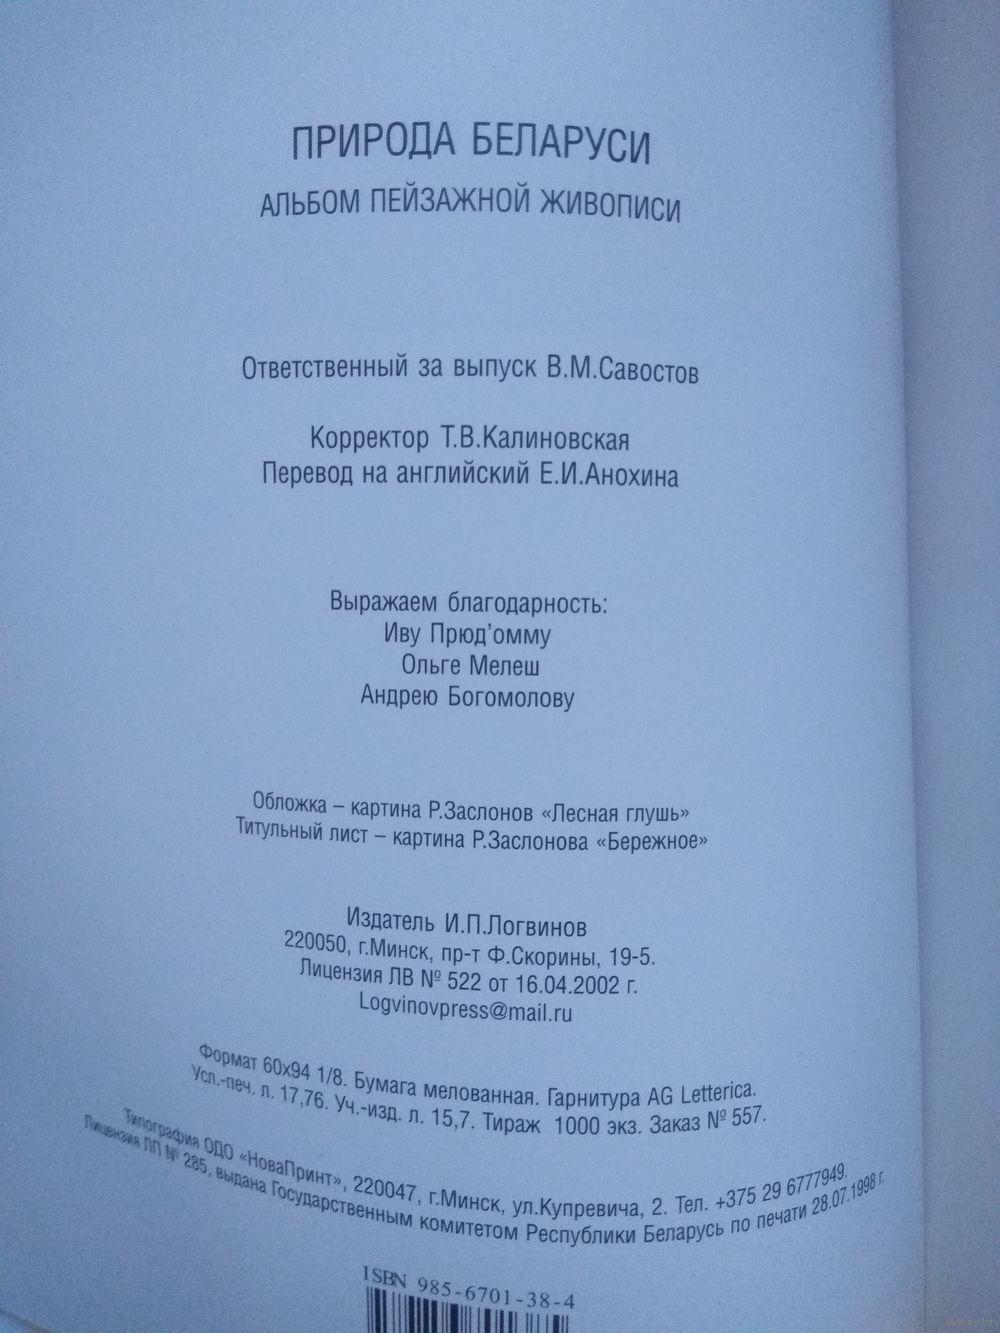 ПРИРОДА БЕЛАРУСИ
АЛЬБОМ ПЕЙЗАЖНОЙ ЖИВОПИСИ
Ответственный за выпуск В.М.Савостов
Корректор Т.В.Калиновская
Перевод на английский Е.И.Анохина
Выражаем благодарность:
Иву Прюд'омму
Ольге Мелеш
Андрею Богомолову
Обложка – картина Р.Заслонов «Лесная глушь»
Титульный лист – картина Р.Заслонова «Бережное»
Издатель И.П.Логвинов
220050, г.Минск, пр-т Ф.Скорины, 19-5.
Лицензия ЛВ № 522 от 16.04.2002 г.
Logvinovpress@mail.ru
Формат 60х94 1/8. Бумага мелованная. Гарнитура AG Letterica.
Усл.-печ. л. 17,76. Уч.-изд. л. 15,7. Тираж 1000 экз. Заказ № 557.
Типография ОДО «НоваПринт», 220047, г.Минск, ул.Купревича, 2. Тел. +375 29 6777949.
Лицензия ЛП № 285, выдана Государственным комитетом Республики Беларусь по печати 28.07.1998 г.
ISBN 985-6701-38-4